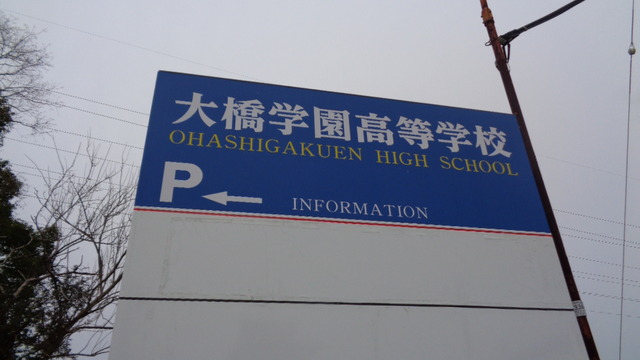 大橋学園高等学校
OHASHIGAKUEN HIGH SCHOOL
P ←
INFORMATION